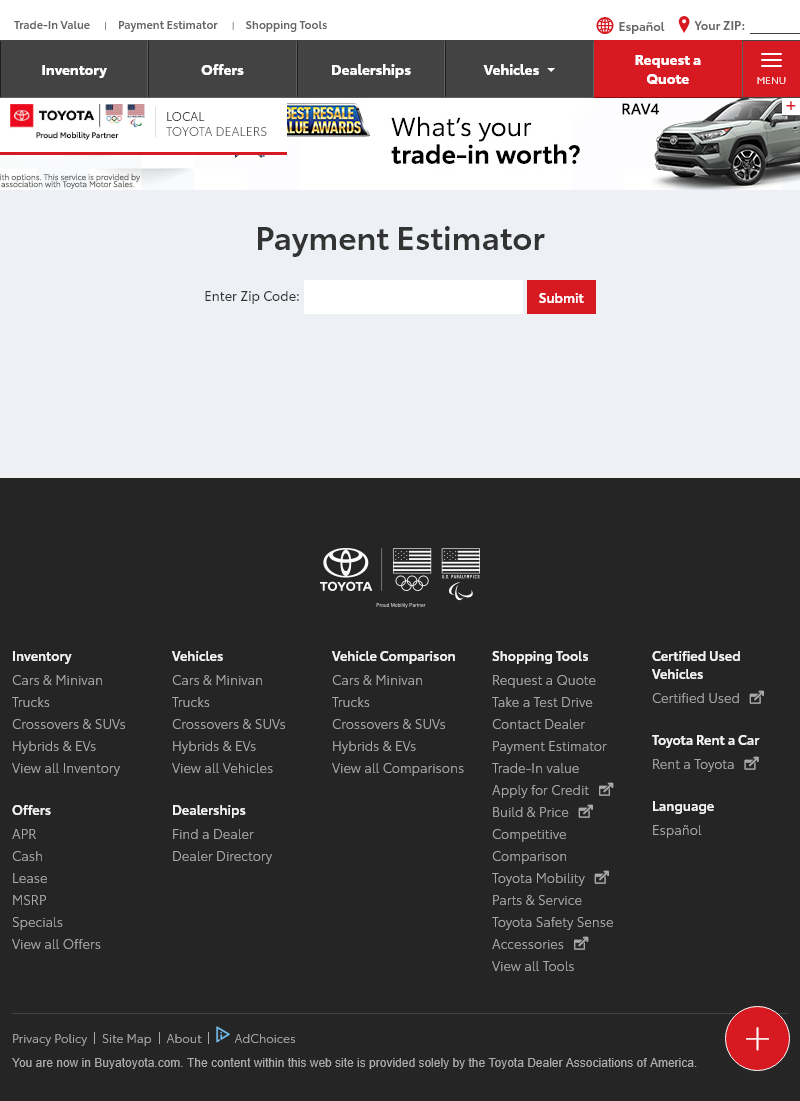 Trade-In Value | Payment Estimator | Shopping Tools
Español
Your ZIP:
Inventory
Offers
Dealerships
Vehicles
Request a
Quote
MENU
TOYOTA
Proud Mobility Partner
LOCAL
TOYOTA DEALERS
BEST RESALE
VALUE AWARDS
What's your
trade-in worth?
RAV4
ith options. This service is provided by
association with Toyota Motor Sales.
Payment Estimator
Enter Zip Code:
Submit
TOYOTA
U.S. PARALYMPICS
Proud Mobility Partner
Inventory
Cars & Minivan
Trucks
Crossovers & SUVs
Hybrids & EVs
View all Inventory
Offers
APR
Cash
Lease
MSRP
Specials
View all Offers
Vehicles
Cars & Minivan
Trucks
Crossovers & SUVs
Hybrids & EVs
View all Vehicles
Dealerships
Find a Dealer
Dealer Directory
Vehicle Comparison
Cars & Minivan
Trucks
Crossovers & SUVs
Hybrids & EVs
View all Comparisons
Shopping Tools
Request a Quote
Take a Test Drive
Contact Dealer
Payment Estimator
Trade-In value
Apply for Credit
Build & Price
Competitive
Comparison
Toyota Mobility
Parts & Service
Toyota Safety Sense
Accessories
View all Tools
Certified Used
Vehicles
Certified Used
Toyota Rent a Car
Rent a Toyota
Language
Español
Privacy Policy | Site Map | About | AdChoices
You are now in Buyatoyota.com. The content within this web site is provided solely by the Toyota Dealer Associations of America.